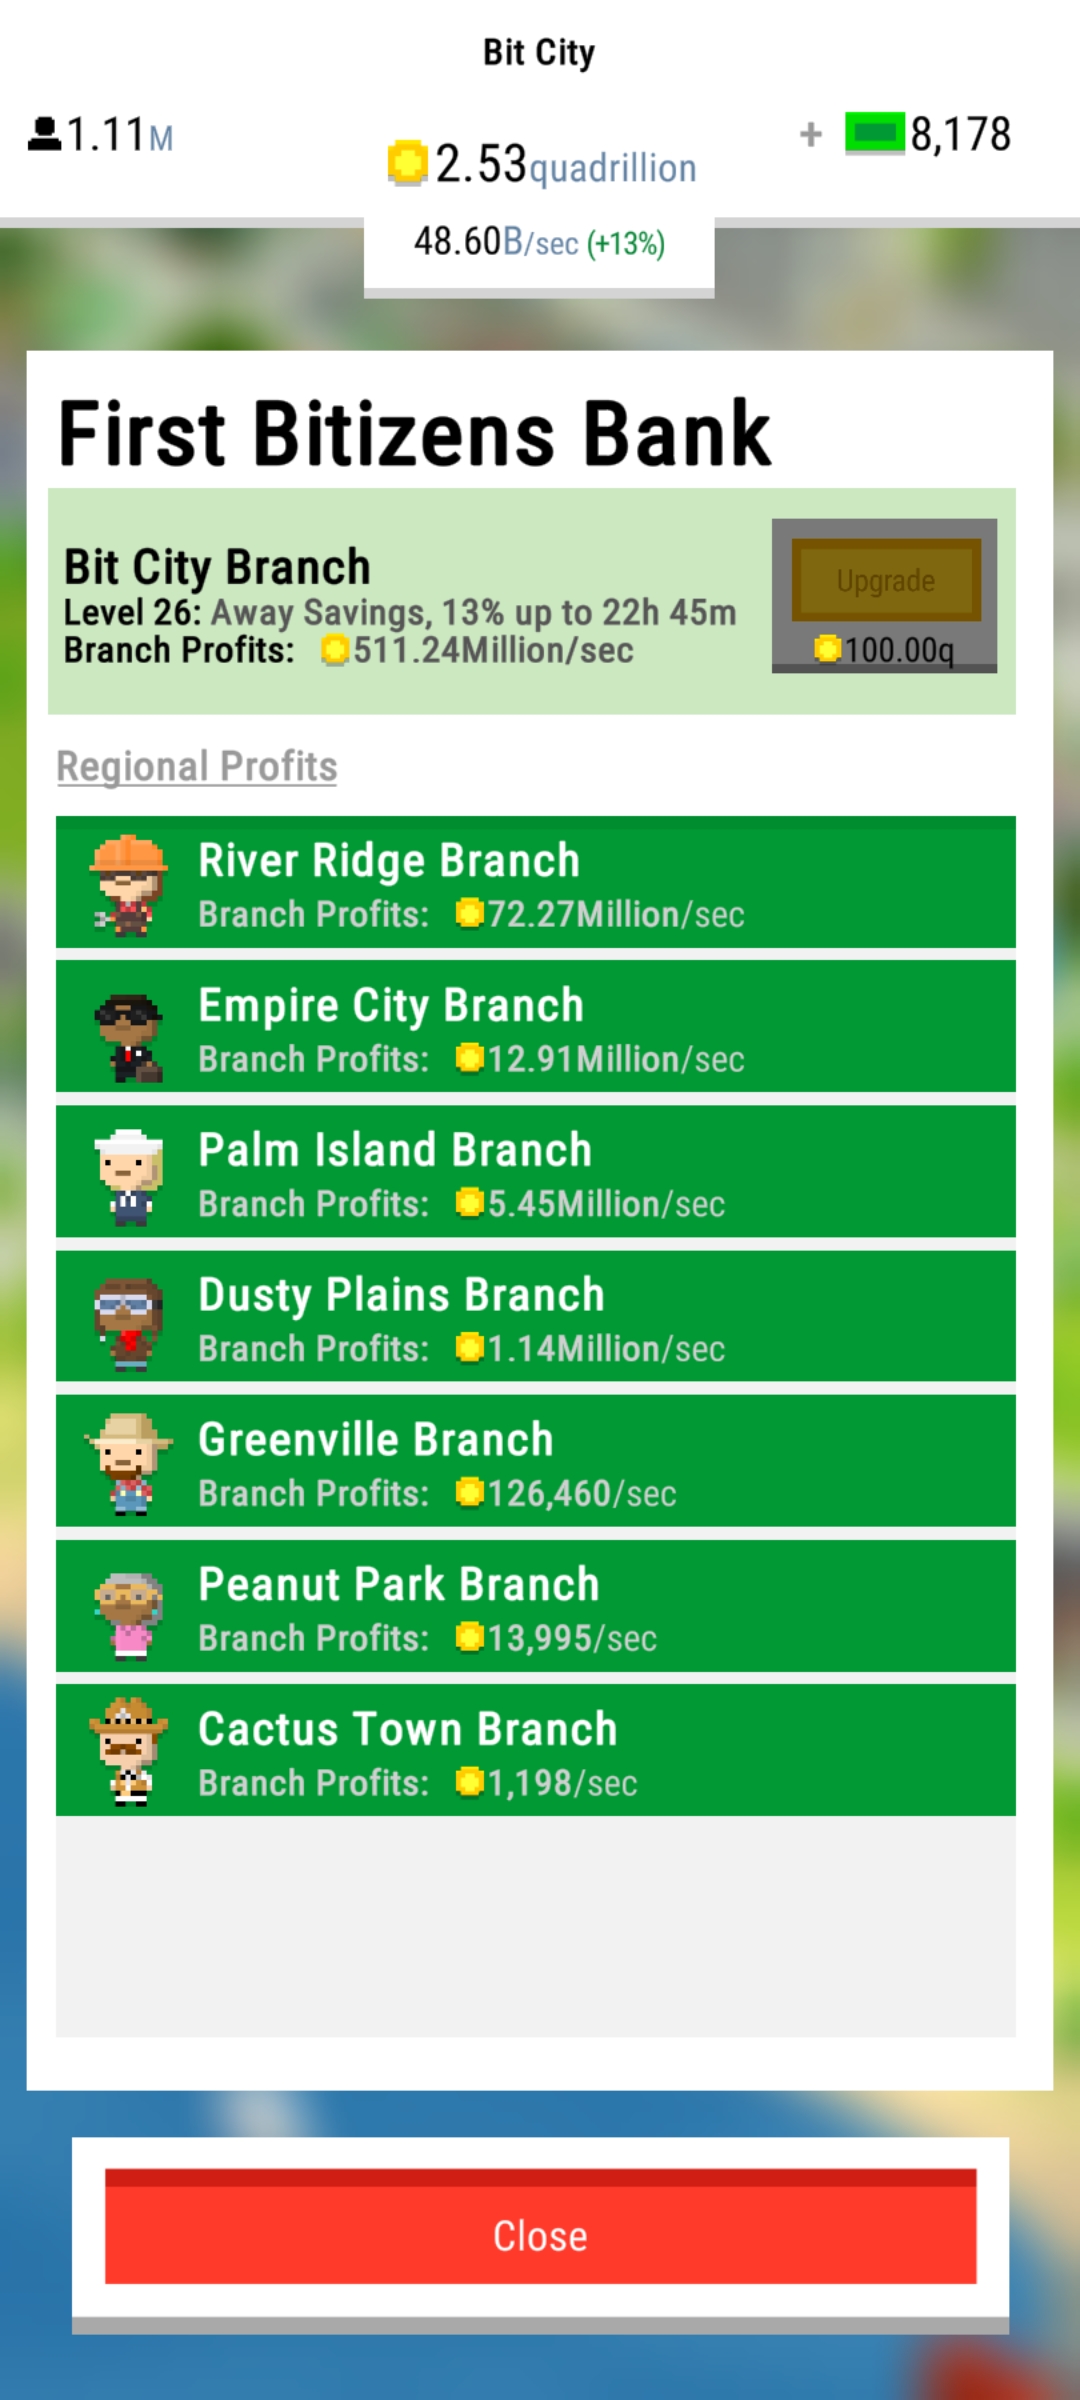 Bit City
1.11M
+ 8,178
2.53quadrillion
48.60B/sec (+13%)
First Bitizens Bank
Bit City Branch
Level 26: Away Savings, 13% up to 22h 45m
Branch Profits: 511.24Million/sec
Upgrade
100.00q
Regional Profits
River Ridge Branch
Branch Profits: 72.27Million/sec
Empire City Branch
Branch Profits: 12.91Million/sec
Palm Island Branch
Branch Profits: 5.45Million/sec
Dusty Plains Branch
Branch Profits: 1.14Million/sec
Greenville Branch
Branch Profits: 126,460/sec
Peanut Park Branch
Branch Profits: 13,995/sec
Cactus Town Branch
Branch Profits: 1,198/sec
Close